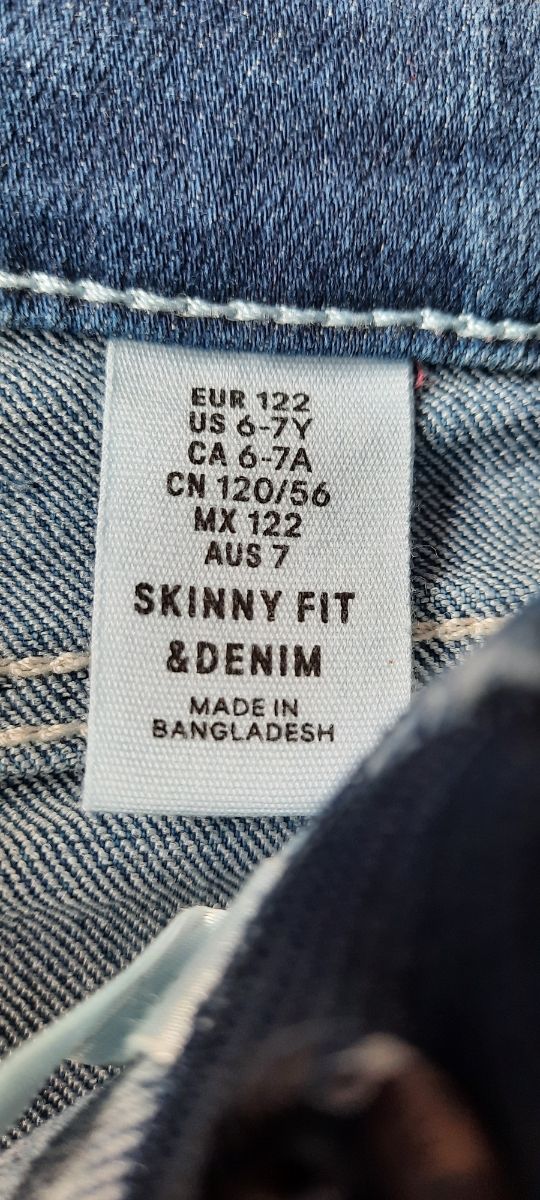 EUR 122
US 6-7Y
CA 6-7A
CN 120/56
MX 122
AUS 7
SKINNY FIT
&DENIM
MADE IN
BANGLADESH